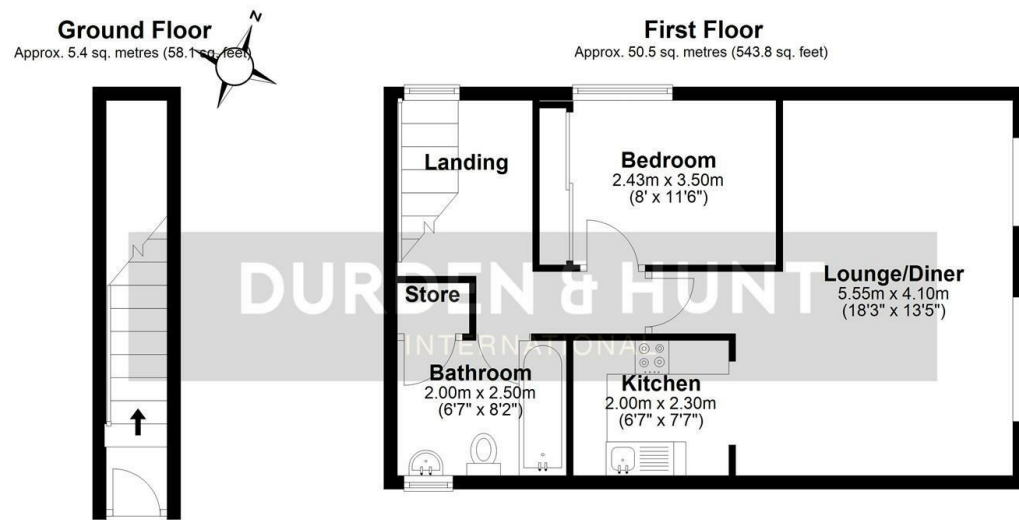 Ground Floor
Approx. 5.4 sq. metres (58.1 sq. feet)
N
First Floor
Approx. 50.5 sq. metres (543.8 sq. feet)
Landing
Bedroom
2.43m x 3.50m
(8' x 11'6")
Lounge/Diner
5.55m x 4.10m
(18'3" x 13'5")
DURDEN & HUNT
INTERNATIONAL
Store
Bathroom
2.00m x 2.50m
(6'7" x 8'2")
Kitchen
2.00m x 2.30m
(6'7" x 7'7")